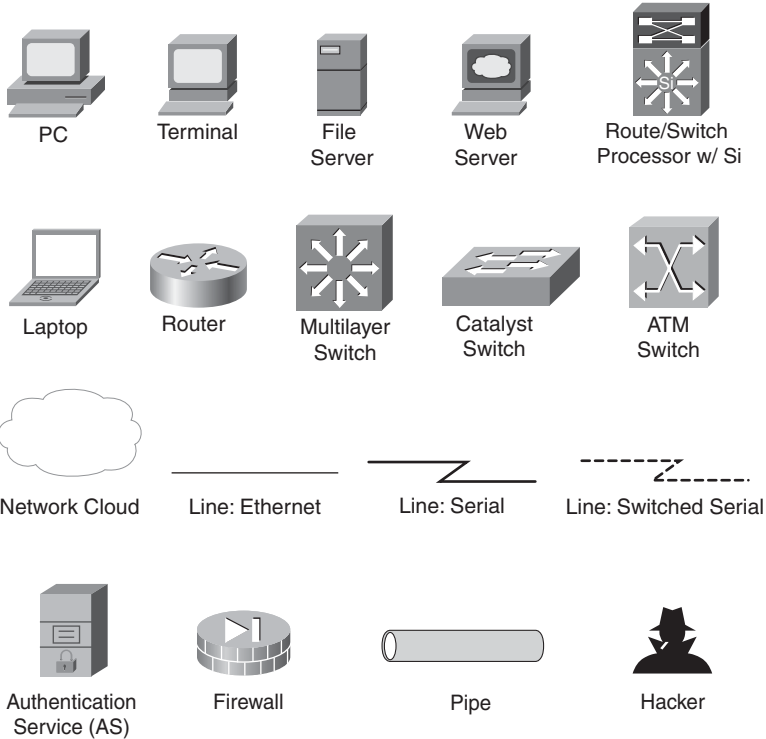 Si
PC
Terminal
File
Server
Web
Server
Route/Switch
Processor w/ Si
Laptop
Router
Multilayer
Switch
Catalyst
Switch
ATM
Switch
Network Cloud
Line: Ethernet
Line: Serial
Line: Switched Serial
Authentication
Service (AS)
Firewall
Pipe
Hacker